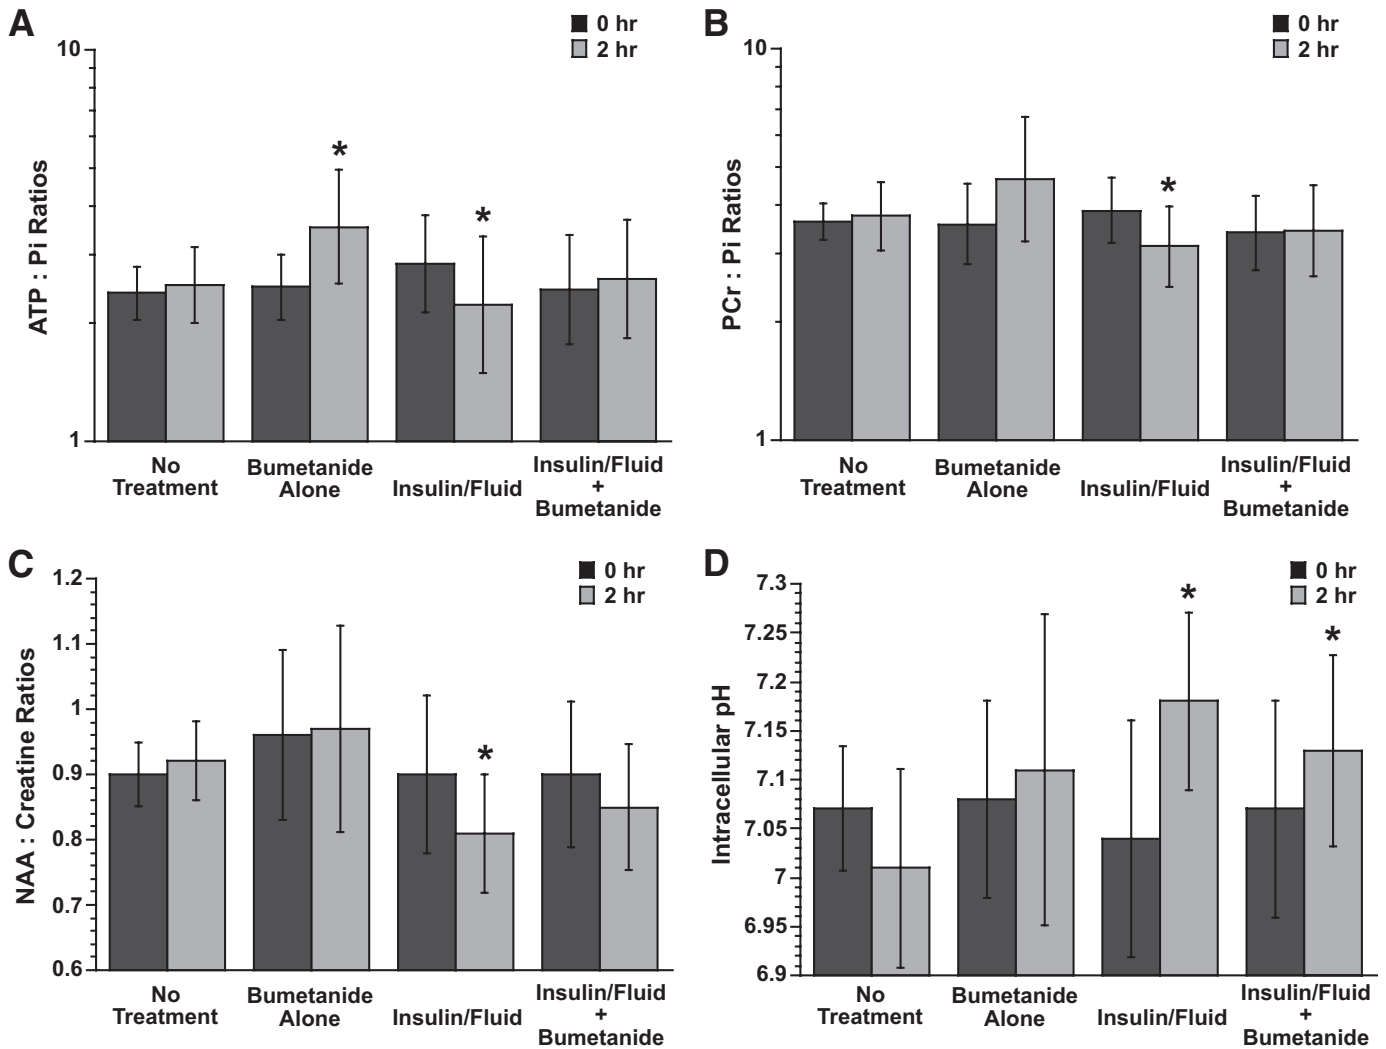 A
0 hr
2 hr
10
1
ATP : Pi Ratios
*
*
No Treatment
Bumetanide Alone
Insulin/Fluid
Insulin/Fluid + Bumetanide
B
0 hr
2 hr
10
1
PCr : Pi Ratios
*
No Treatment
Bumetanide Alone
Insulin/Fluid
Insulin/Fluid + Bumetanide
C
0 hr
2 hr
1.2
1.1
1
0.9
0.8
0.7
0.6
NAA : Creatine Ratios
*
No Treatment
Bumetanide Alone
Insulin/Fluid
Insulin/Fluid + Bumetanide
D
0 hr
2 hr
7.3
7.25
7.2
7.15
7.1
7.05
7
6.95
6.9
Intracellular pH
*
*
No Treatment
Bumetanide Alone
Insulin/Fluid
Insulin/Fluid + Bumetanide